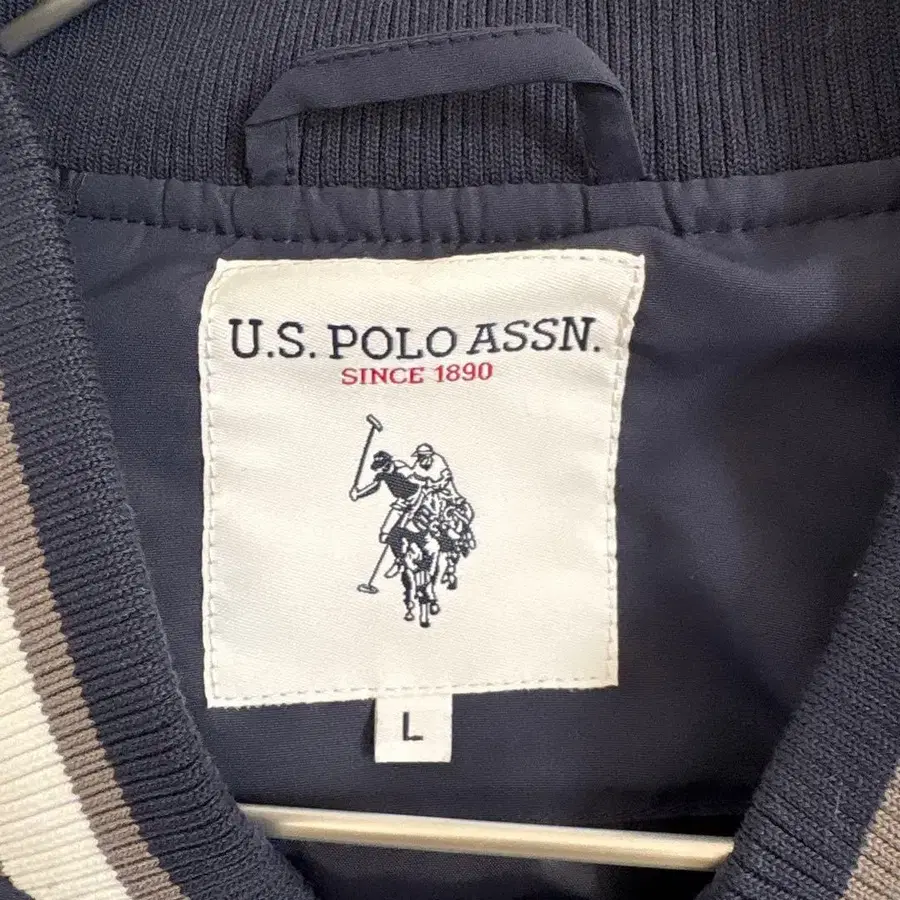 U.S. POLO ASSN.
SINCE 1890
L